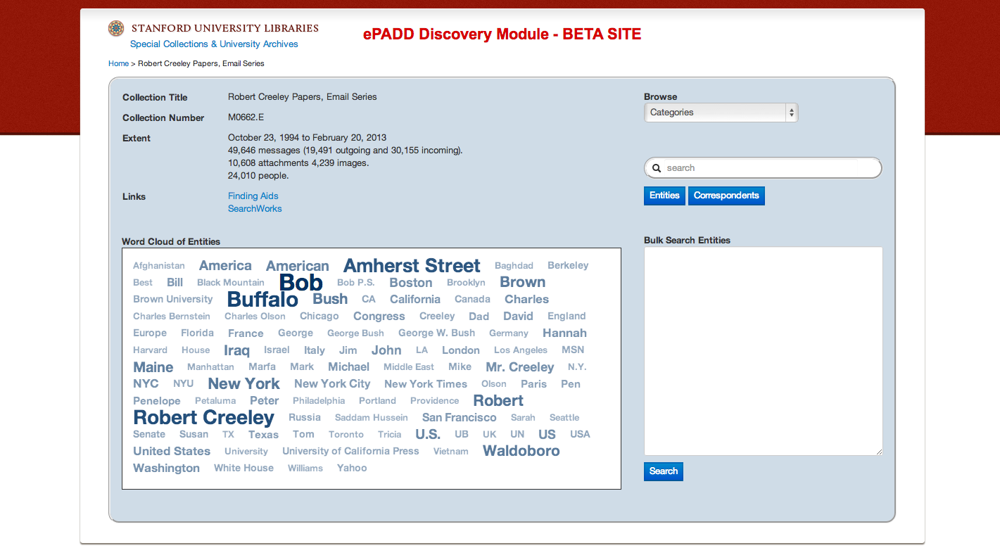 STANFORD UNIVERSITY LIBRARIES
Special Collections & University Archives
ePADD Discovery Module - BETA SITE
Home > Robert Creeley Papers, Email Series
Collection Title Robert Creeley Papers, Email Series
Collection Number M0662.E
Extent October 23, 1994 to February 20, 2013
49,646 messages (19,491 outgoing and 30,155 incoming).
10,608 attachments 4,239 images.
24,010 people.
Links Finding Aids
SearchWorks
Browse
Categories
search
Entities Correspondents
Word Cloud of Entities
Afghanistan America American Amherst Street Baghdad Berkeley
Best Bill Black Mountain Bob Bob P.S. Boston Brooklyn Brown
Brown University Buffalo Bush CA California Canada Charles
Charles Bernstein Charles Olson Chicago Congress Creeley Dad David England
Europe Florida France George George Bush George W. Bush Germany Hannah
Harvard House Iraq Israel Italy Jim John LA London Los Angeles MSN
Maine Manhattan Marfa Mark Michael Middle East Mike Mr. Creeley N.Y.
NYC NYU New York New York City New York Times Olson Paris Pen
Penelope Petaluma Peter Philadelphia Portland Providence Robert
Robert Creeley Russia Saddam Hussein San Francisco Sarah Seattle
Senate Susan TX Texas Tom Toronto Tricia U.S. UB UK UN US USA
United States University University of California Press Vietnam Waldoboro
Washington White House Williams Yahoo
Bulk Search Entities
Search